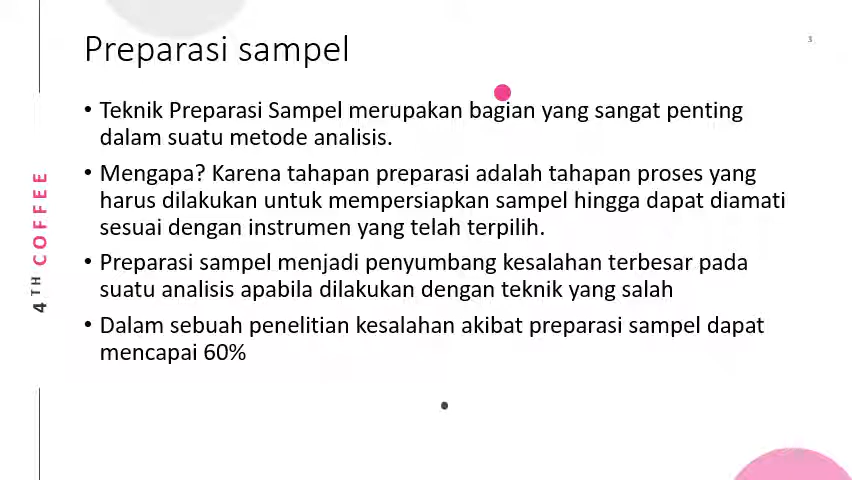 Preparasi sampel
3
• Teknik Preparasi Sampel merupakan bagian yang sangat penting
dalam suatu metode analisis.
• Mengapa? Karena tahapan preparasi adalah tahapan proses yang
harus dilakukan untuk mempersiapkan sampel hingga dapat diamati
sesuai dengan instrumen yang telah terpilih.
• Preparasi sampel menjadi penyumbang kesalahan terbesar pada
suatu analisis apabila dilakukan dengan teknik yang salah
• Dalam sebuah penelitian kesalahan akibat preparasi sampel dapat
mencapai 60%
4TH COFFEE